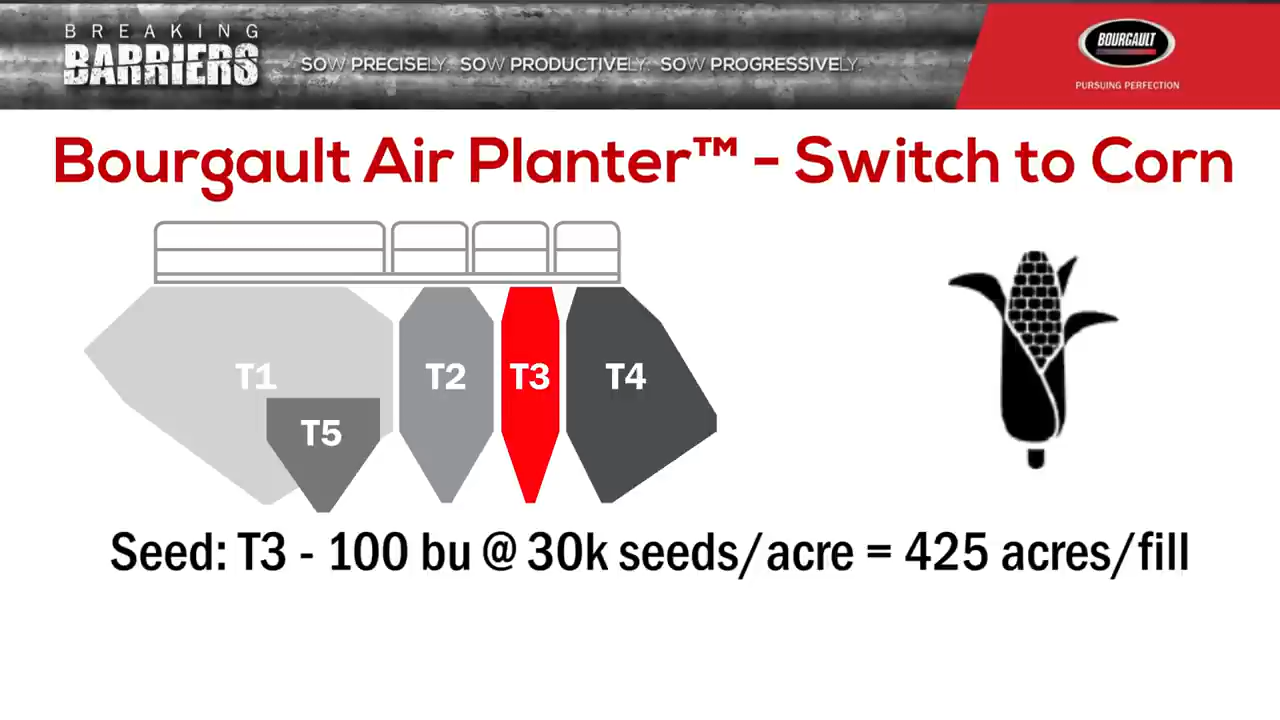 BREAKING
BARRIERS
SOW PRECISELY. SOW PRODUCTIVELY. SOW PROGRESSIVELY.
BOURGAULT
PURSUING PERFECTION
Bourgault Air Planter™ - Switch to Corn
T1
T2
T3
T4
T5
Seed: T3 - 100 bu @ 30k seeds/acre = 425 acres/fill